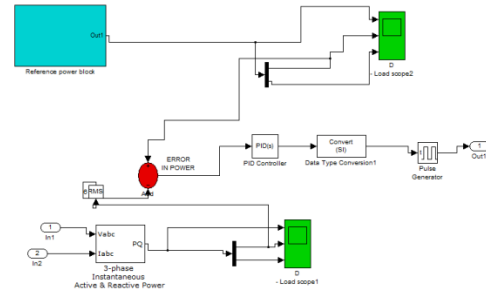 Out1
Reference power block
D
- Load scope2
ERROR
IN POWER
PID(s)
PID Controller
Convert
(SI)
Data Type Conversion1
Pulse
Generator
1
Out1
RMS
1
In1
2
In2
Vabc
Iabc
PQ
3-phase
Instantaneous
Active & Reactive Power
D
- Load scope1